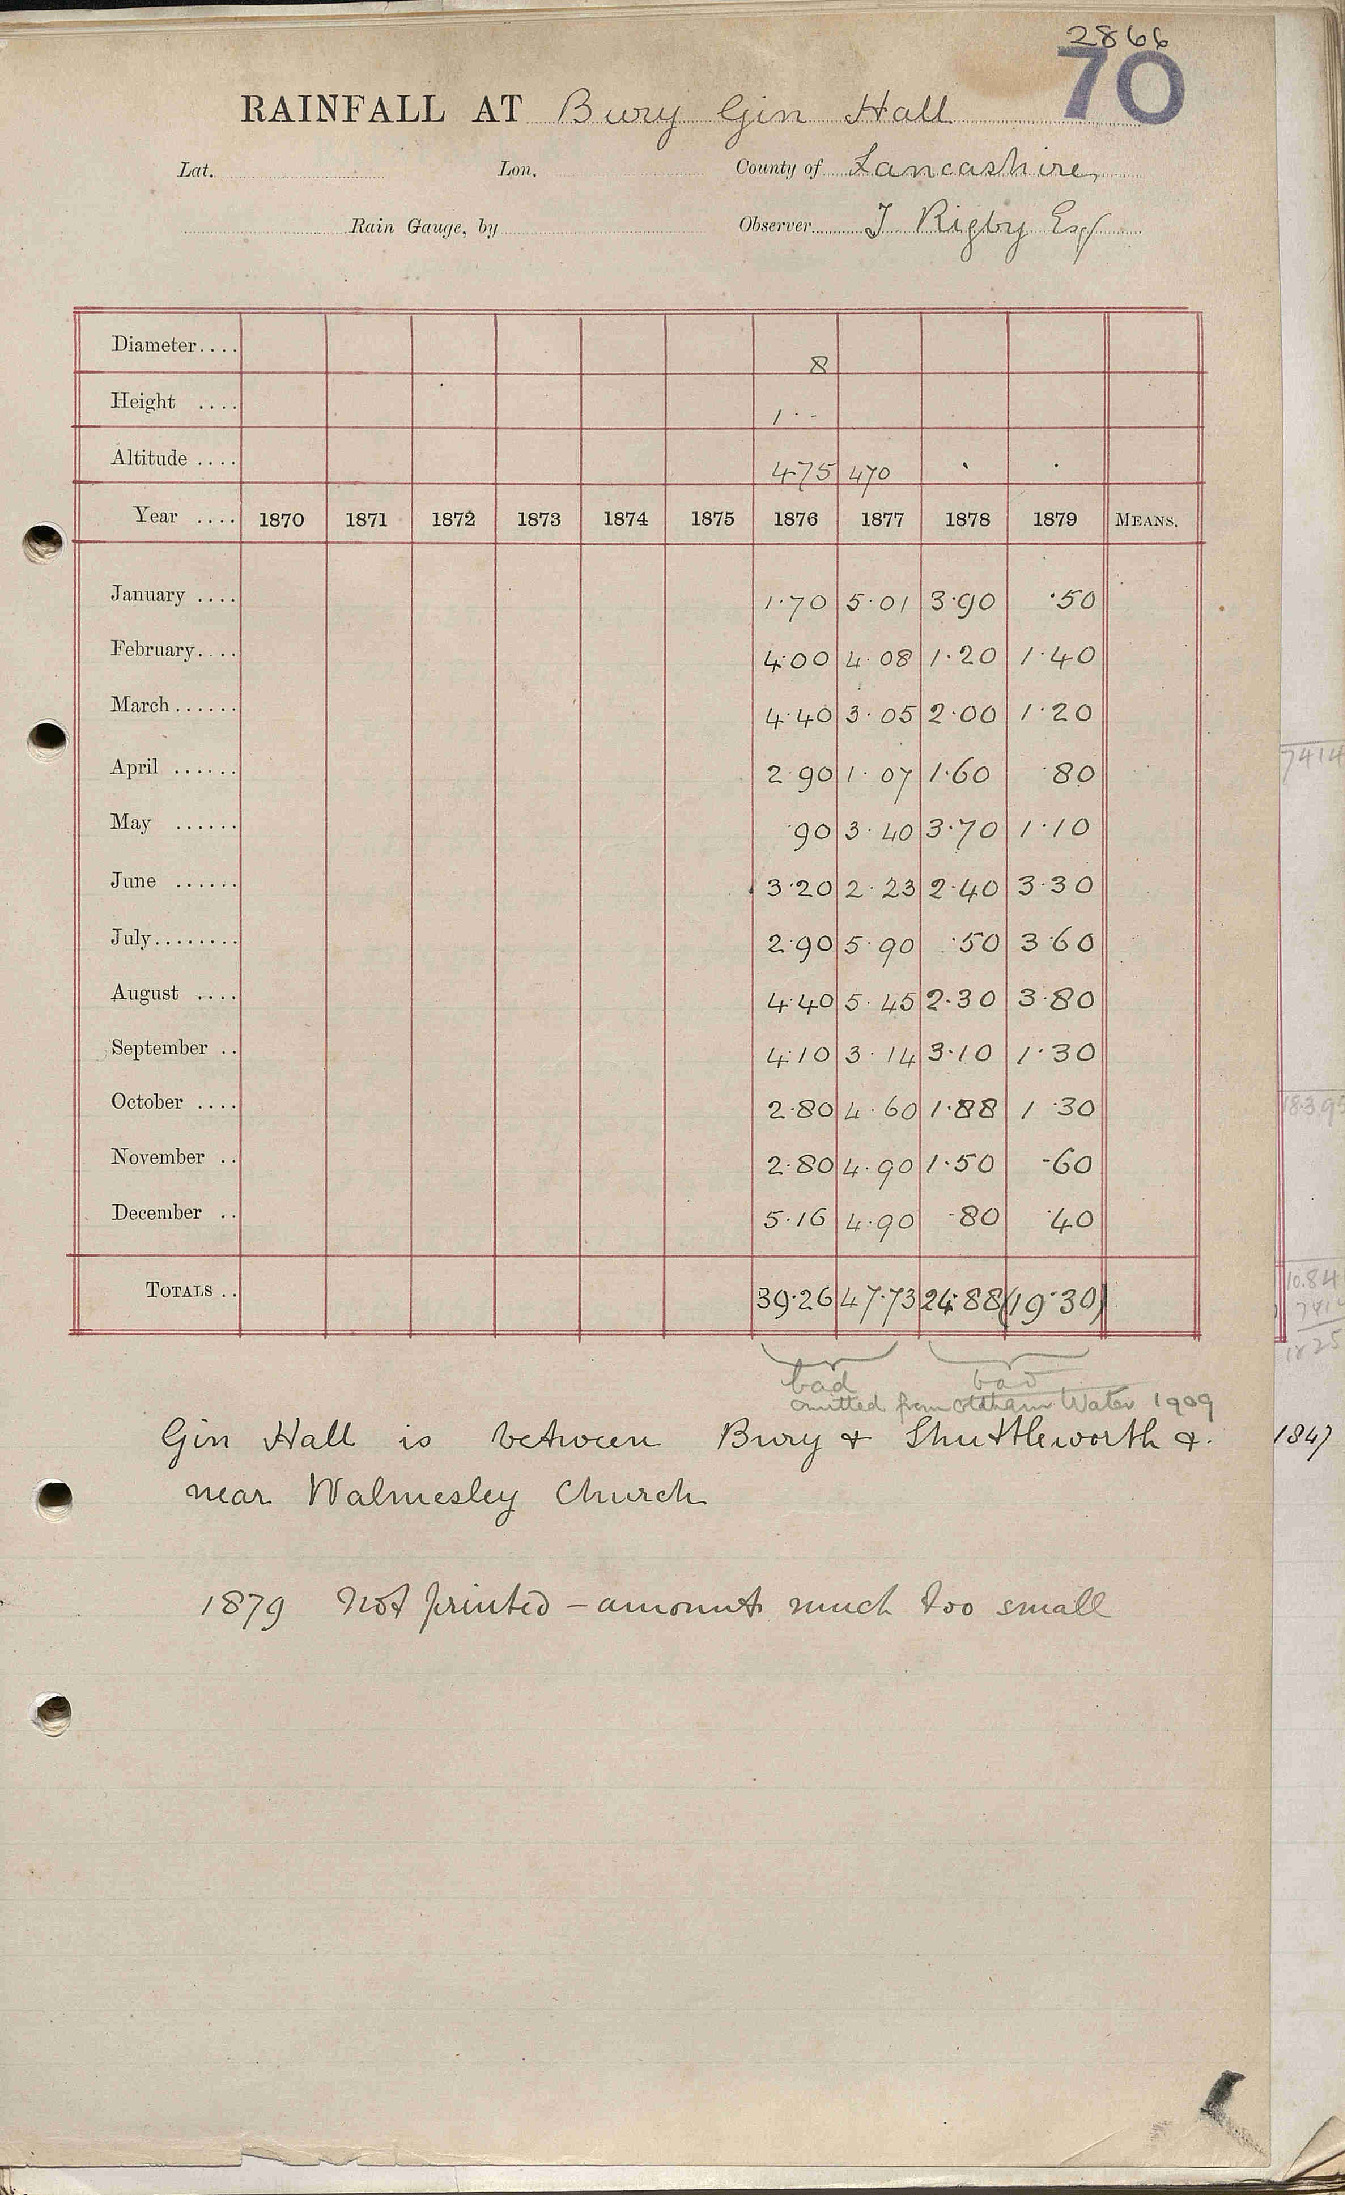 2866
70
RAINFALL AT Bury Gin Hall
Lat. Lon. County of Lancashire
Rain Gauge, by Observer J Rigby Esq
Diameter.... 8
Height .... 1 · -
Altitude .... 475 470 · ·
Year .... 1870 1871 1872 1873 1874 1875 1876 1877 1878 1879 MEANS.
January .... 1·70 5·01 3·90 ·50
February.... 4·00 4·08 1·20 1·40
March...... 4·40 3·05 2·00 1·20
April ...... 2·90 1·07 1·60 ·80
May ...... ·90 3·40 3·70 1·10
June ...... 3·20 2·23 2·40 3·30
July........ 2·90 5·90 ·50 3·60
August .... 4·40 5·45 2·30 3·80
September .. 4·10 3·14 3·10 1·30
October .... 2·80 4·60 1·88 1·30
November .. 2·80 4·90 1·50 ·60
December .. 5·16 4·90 ·80 ·40
TOTALS .. 39·26 47·73 24·88 (19·30)
bad bad
omitted from Oldham Water 1909
Gin Hall is between Bury & Shuttleworth &
near Walmesley Church
1879 Not printed – amount much too small
7414
183.95
10.84
1847